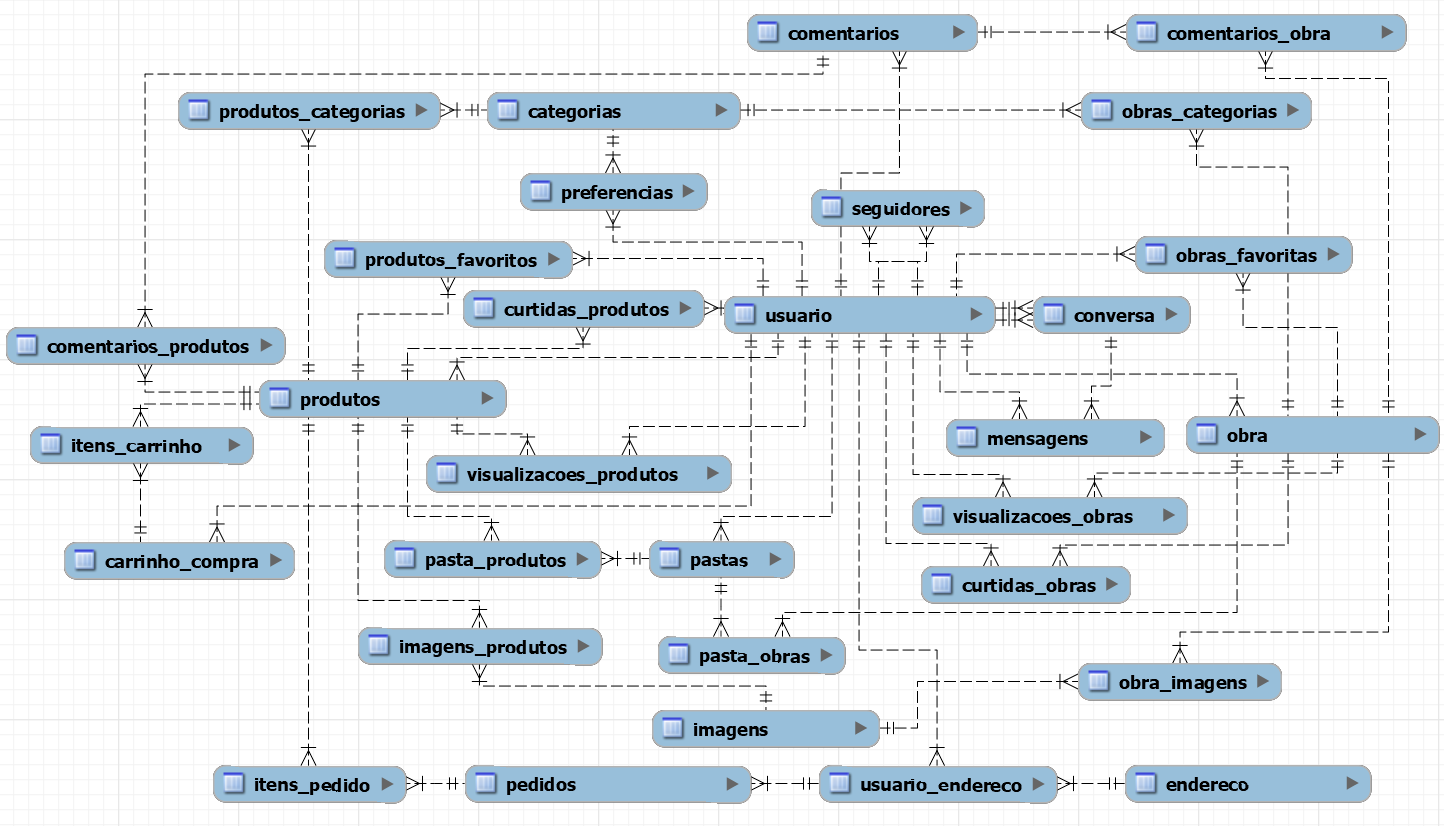 comentarios
comentarios_obra
produtos_categorias
categorias
obras_categorias
preferencias
seguidores
produtos_favoritos
obras_favoritas
curtidas_produtos
usuario
conversa
comentarios_produtos
produtos
itens_carrinho
mensagens
obra
visualizacoes_produtos
visualizacoes_obras
carrinho_compra
pasta_produtos
pastas
curtidas_obras
imagens_produtos
pasta_obras
obra_imagens
imagens
itens_pedido
pedidos
usuario_endereco
endereco